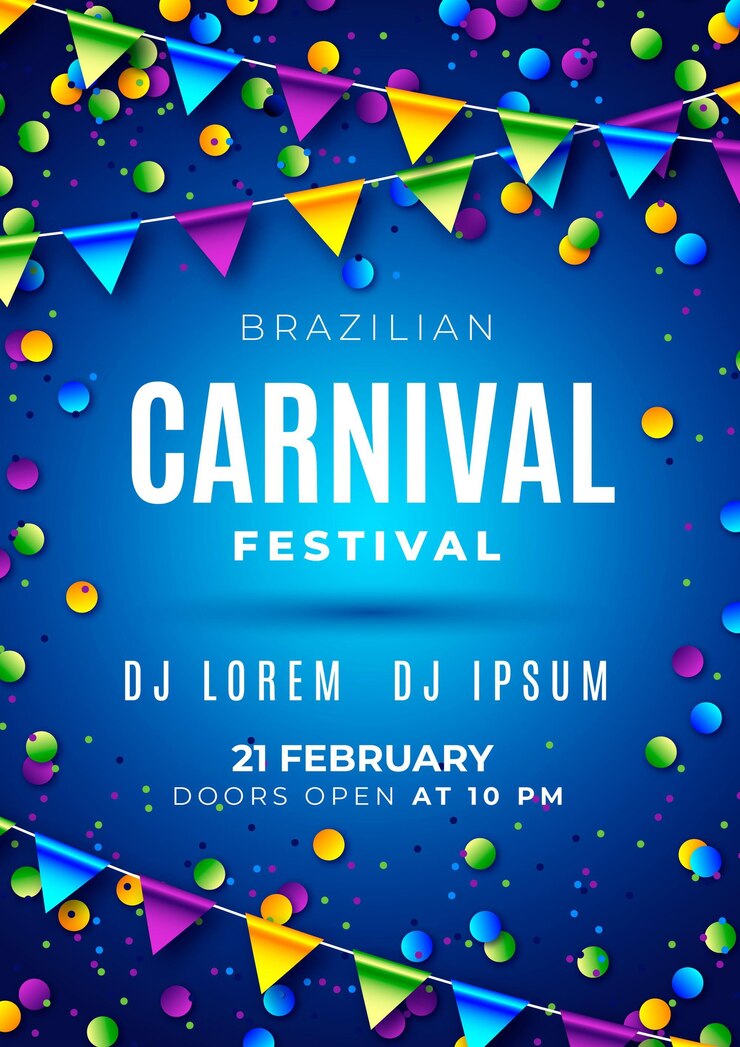 BRAZILIAN
CARNIVAL
FESTIVAL
DJ LOREM DJ IPSUM
21 FEBRUARY
DOORS OPEN AT 10 PM